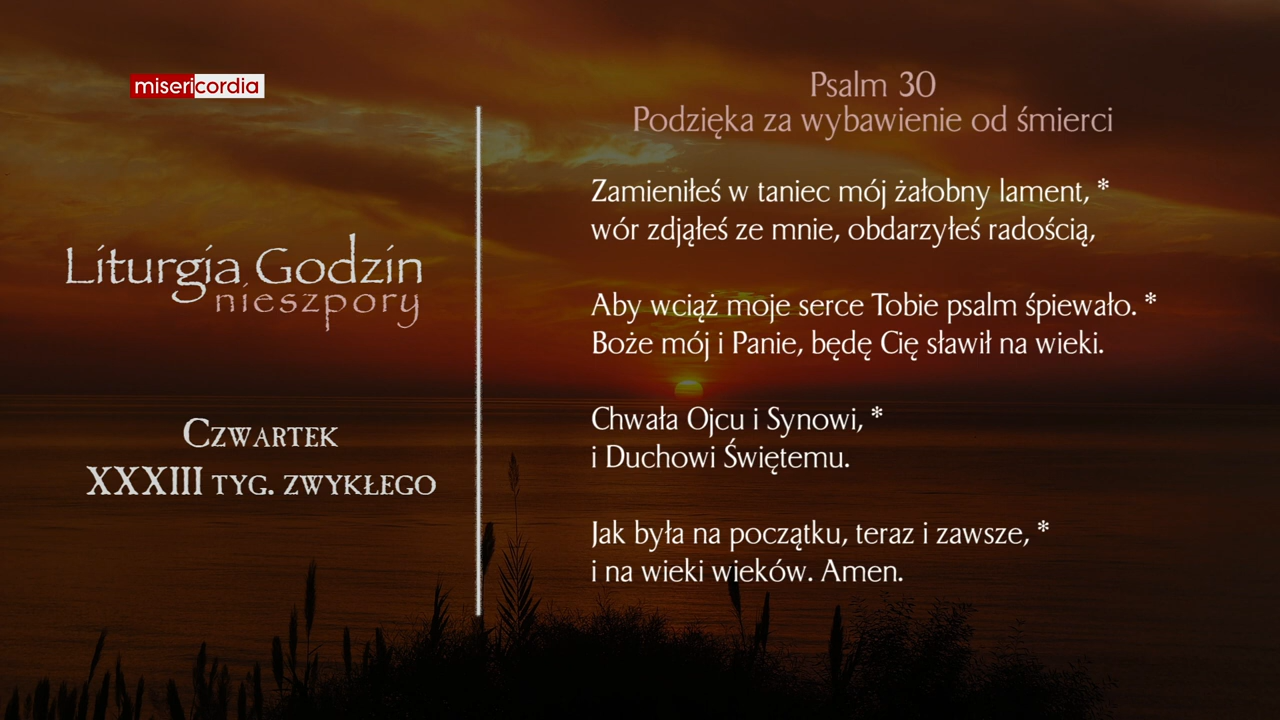 misericordia
Liturgia Godzin
nieszpory
Czwartek
XXXIII tyg. zwykłego
Psalm 30
Podzięka za wybawienie od śmierci
Zamieniłeś w taniec mój żałobny lament, *
wór zdjąłeś ze mnie, obdarzyłeś radością,
Aby wciąż moje serce Tobie psalm śpiewało. *
Boże mój i Panie, będę Cię sławił na wieki.
Chwała Ojcu i Synowi, *
i Duchowi Świętemu.
Jak była na początku, teraz i zawsze, *
i na wieki wieków. Amen.